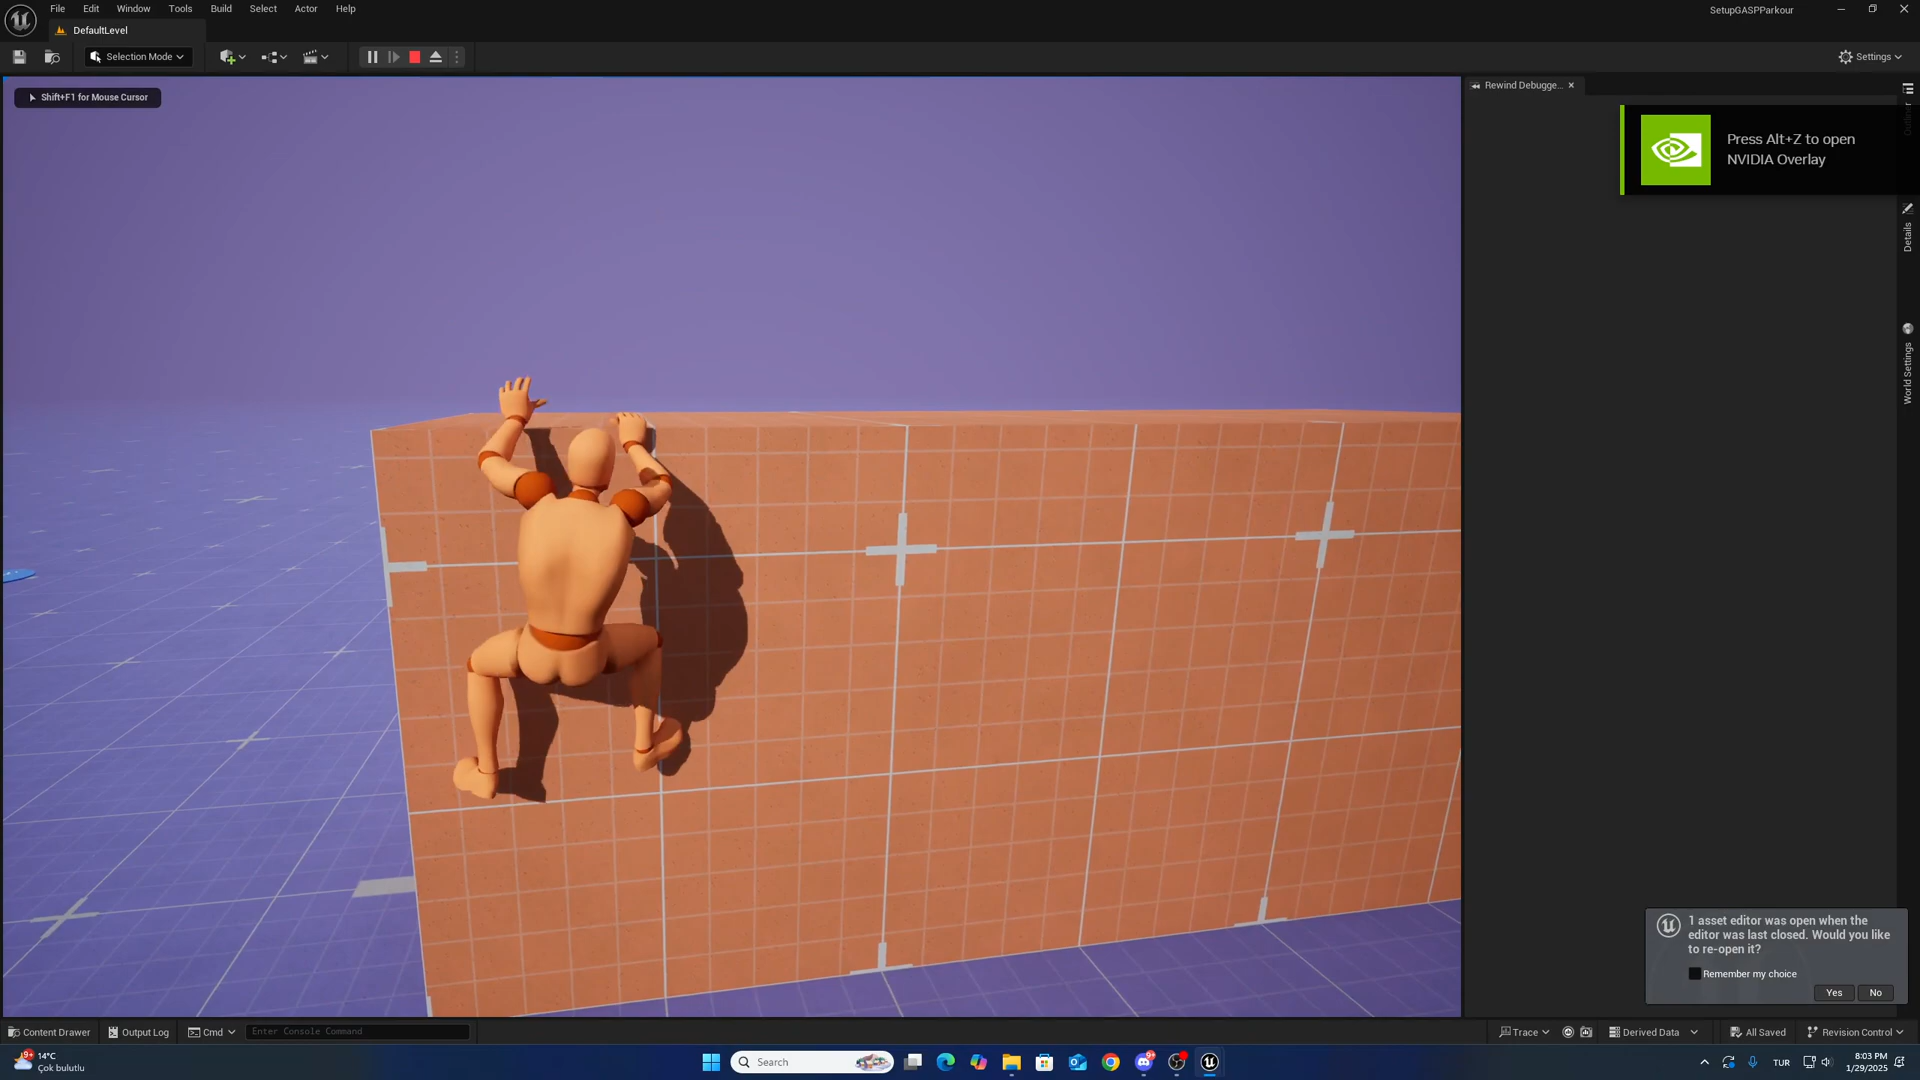 File Edit Window Tools Build Select Actor Help
SetupGASPParkour
DefaultLevel
Selection Mode
Settings
Shift+F1 for Mouse Cursor
Rewind Debugge...
Press Alt+Z to open
NVIDIA Overlay
Details
World Settings
1 asset editor was open when the
editor was last closed. Would you like
to re-open it?
Remember my choice
Yes No
Content Drawer Output Log Cmd Enter Console Command Trace Derived Data All Saved Revision Control
9+ 14°C
Çok bulutlu
Search
9+
TUR
8:03 PM
1/29/2025